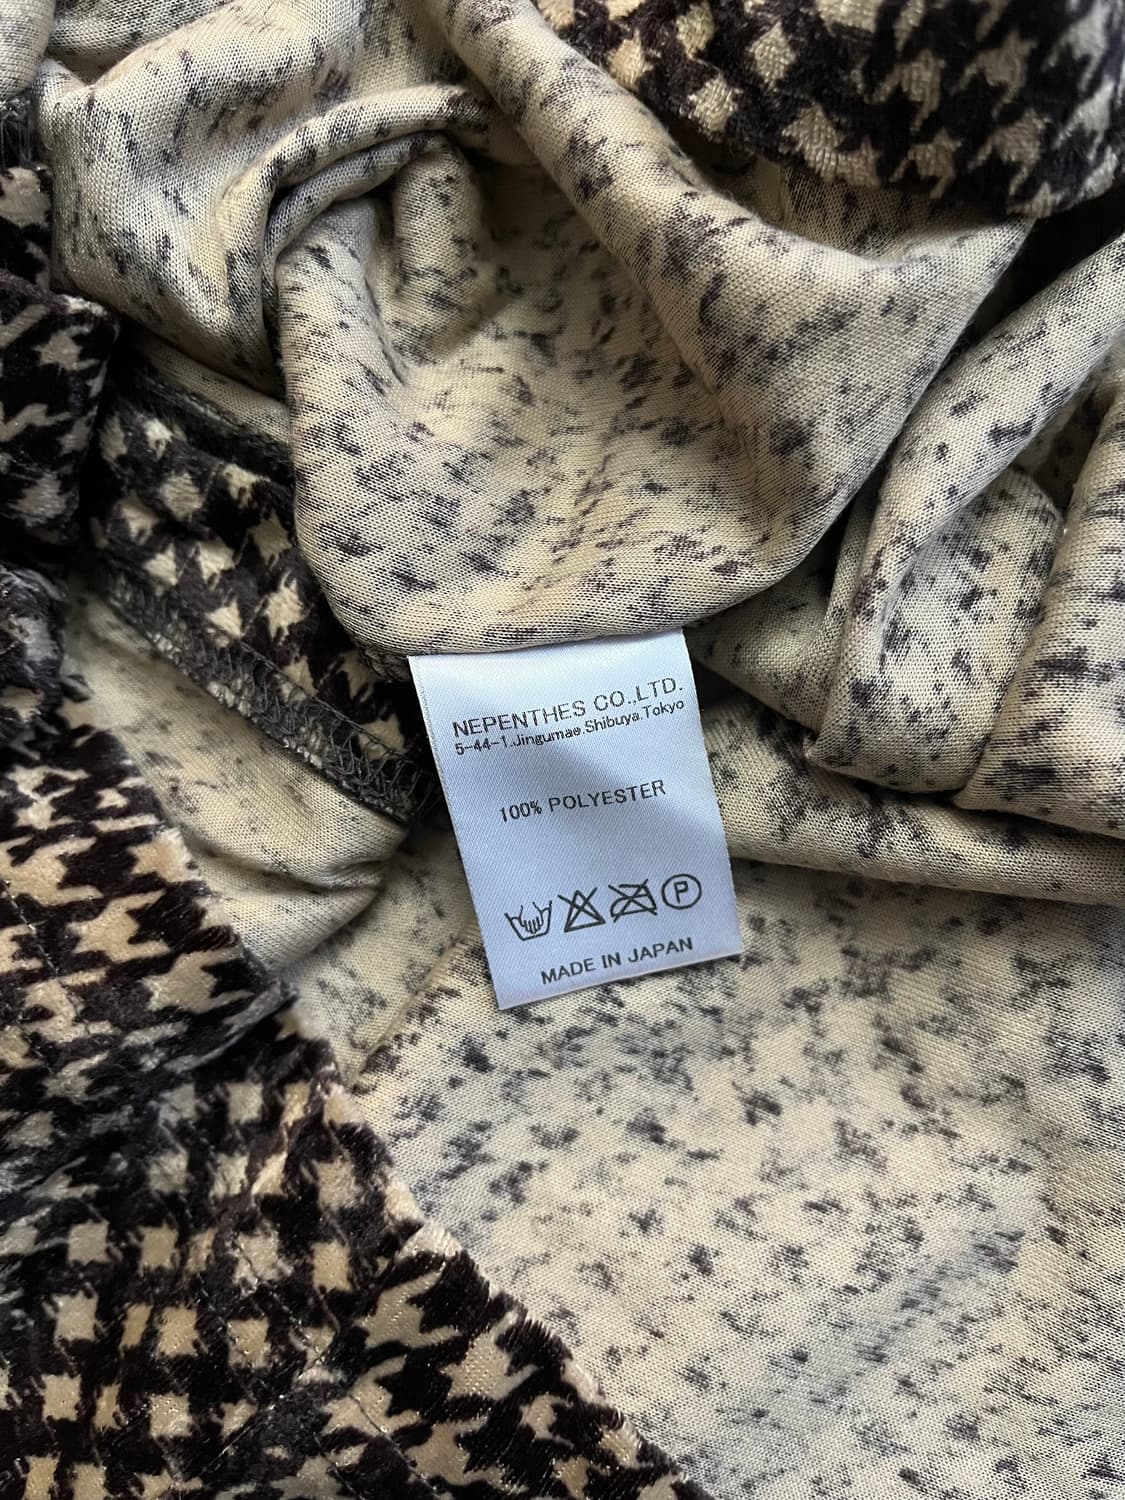 NEPENTHES CO.,LTD.
5-44-1.Jingumae.Shibuya.Tokyo
100% POLYESTER
P
MADE IN JAPAN